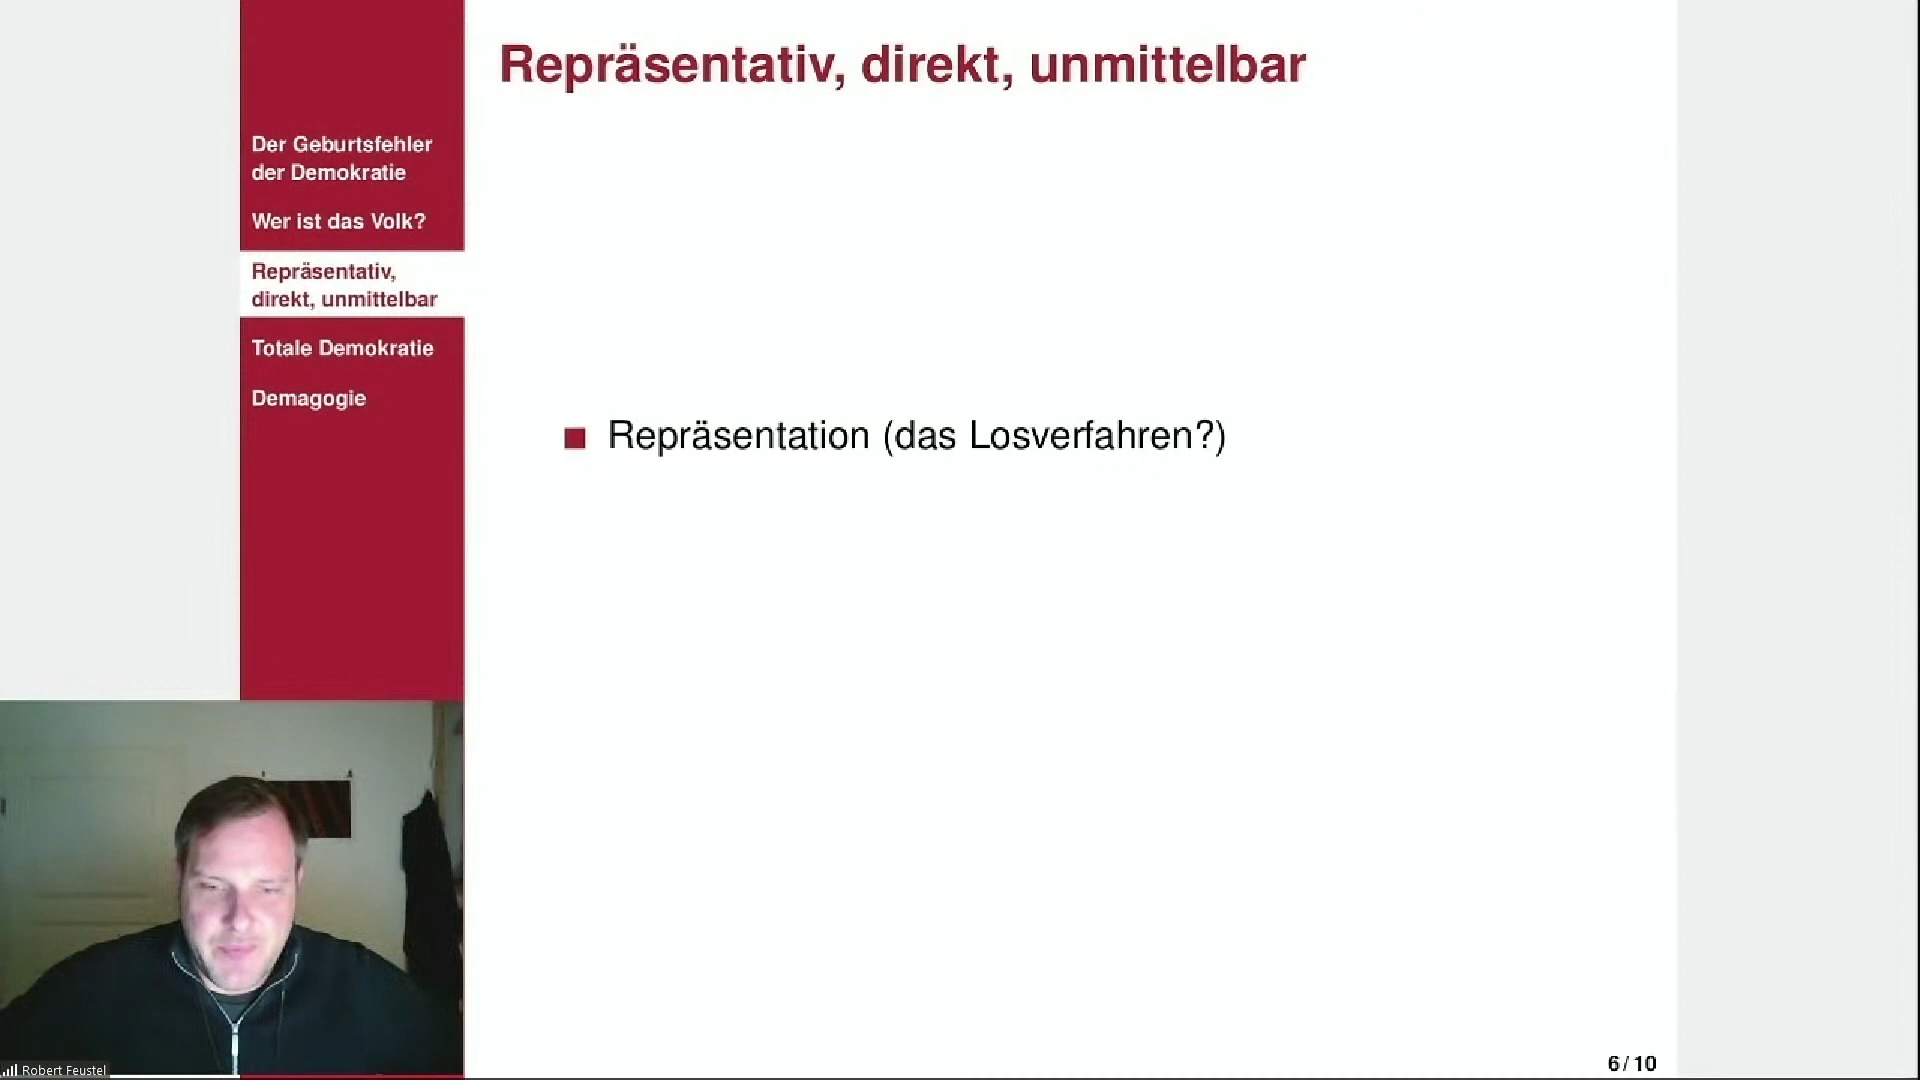 Repräsentativ, direkt, unmittelbar
Der Geburtsfehler
der Demokratie
Wer ist das Volk?
Repräsentativ,
direkt, unmittelbar
Totale Demokratie
Demagogie
Repräsentation (das Losverfahren?)
Robert Feustel
6 / 10